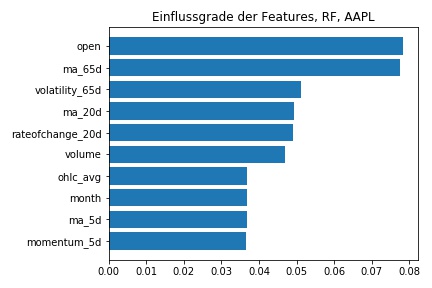 Einflussgrade der Features, RF, AAPL
open
ma_65d
volatility_65d
ma_20d
rateofchange_20d
volume
ohlc_avg
month
ma_5d
momentum_5d
0.00 0.01 0.02 0.03 0.04 0.05 0.06 0.07 0.08